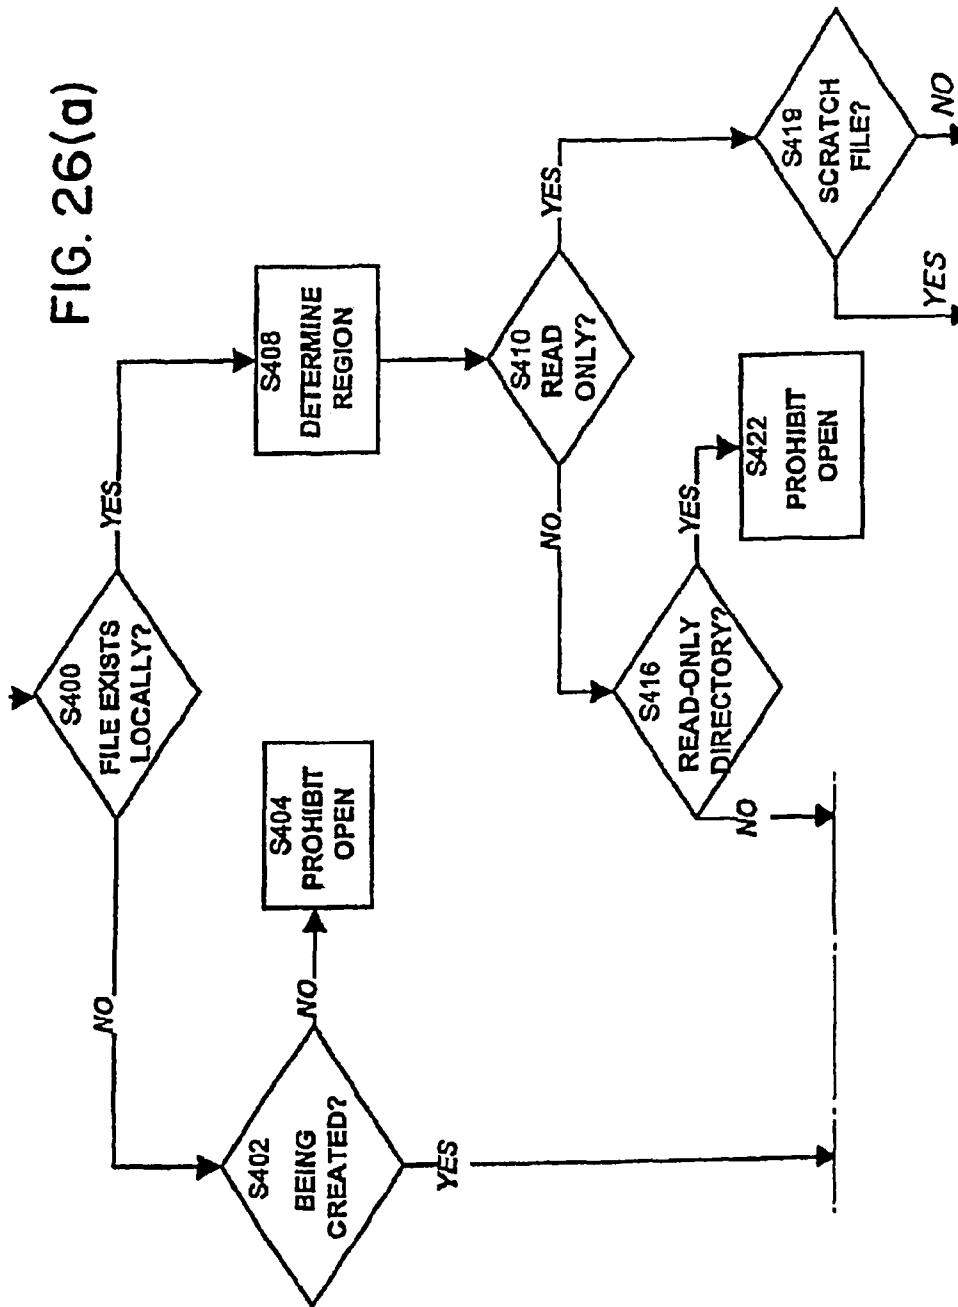 FIG. 26(a)
S400
FILE EXISTS
LOCALLY?
NO
YES
S402
BEING
CREATED?
NO
YES
S404
PROHIBIT
OPEN
S408
DETERMINE
REGION
S410
READ
ONLY?
NO
YES
S416
READ-ONLY
DIRECTORY?
NO
YES
S422
PROHIBIT
OPEN
S419
SCRATCH
FILE?
YES
NO